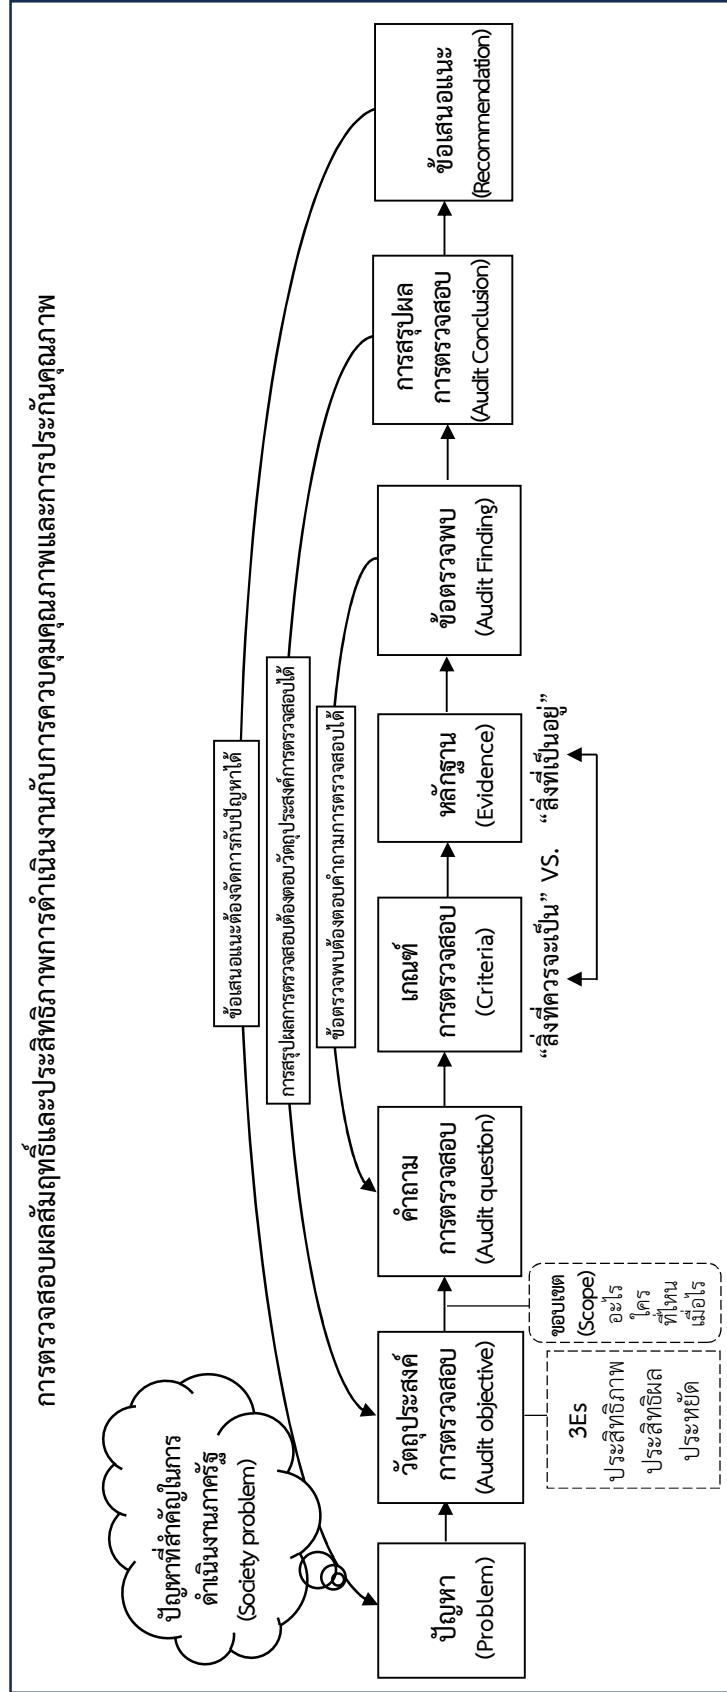 การตรวจสอบผลสัมฤทธิ์และประสิทธิภาพการดำเนินงานกับการควบคุมคุณภาพและการประกันคุณภาพ
ปัญหาที่สำคัญในการ
ดำเนินงานภาครัฐ
(Society problem)
ข้อเสนอแนะต้องจัดการกับปัญหาได้
การสรุปผลการตรวจสอบต้องตอบวัตถุประสงค์การตรวจสอบได้
ข้อตรวจพบต้องตอบคำถามการตรวจสอบได้
ปัญหา
(Problem)
วัตถุประสงค์
การตรวจสอบ
(Audit objective)
คำถาม
การตรวจสอบ
(Audit question)
เกณฑ์
การตรวจสอบ
(Criteria)
หลักฐาน
(Evidence)
ข้อตรวจพบ
(Audit Finding)
การสรุปผล
การตรวจสอบ
(Audit Conclusion)
ข้อเสนอแนะ
(Recommendation)
3Es
ประสิทธิภาพ
ประสิทธิผล
ประหยัด
ขอบเขต
(Scope)
อะไร
ใคร
ที่ไหน
เมื่อไร
“สิ่งที่ควรจะเป็น” VS. “สิ่งที่เป็นอยู่”